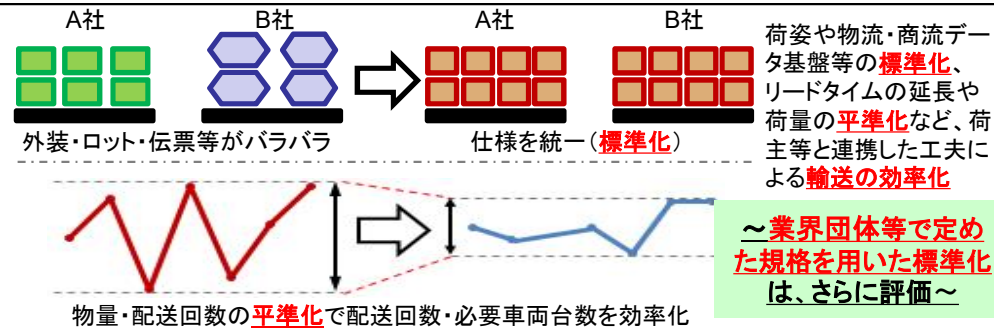 A社
B社
A社
B社
外装・ロット・伝票等がバラバラ
仕様を統一(標準化)
荷姿や物流・商流デー
タ基盤等の標準化、
リードタイムの延長や
荷量の平準化など、荷
主等と連携した工夫に
よる輸送の効率化
物量・配送回数の平準化で配送回数・必要車両台数を効率化
~業界団体等で定め
た規格を用いた標準化
は、さらに評価~